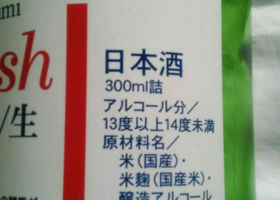 umi
sh
/生
日本酒
300ml詰
アルコール分/
13度以上14度未満
原材料名/
米(国産)・
米麹(国産米)・
醸造アルコール